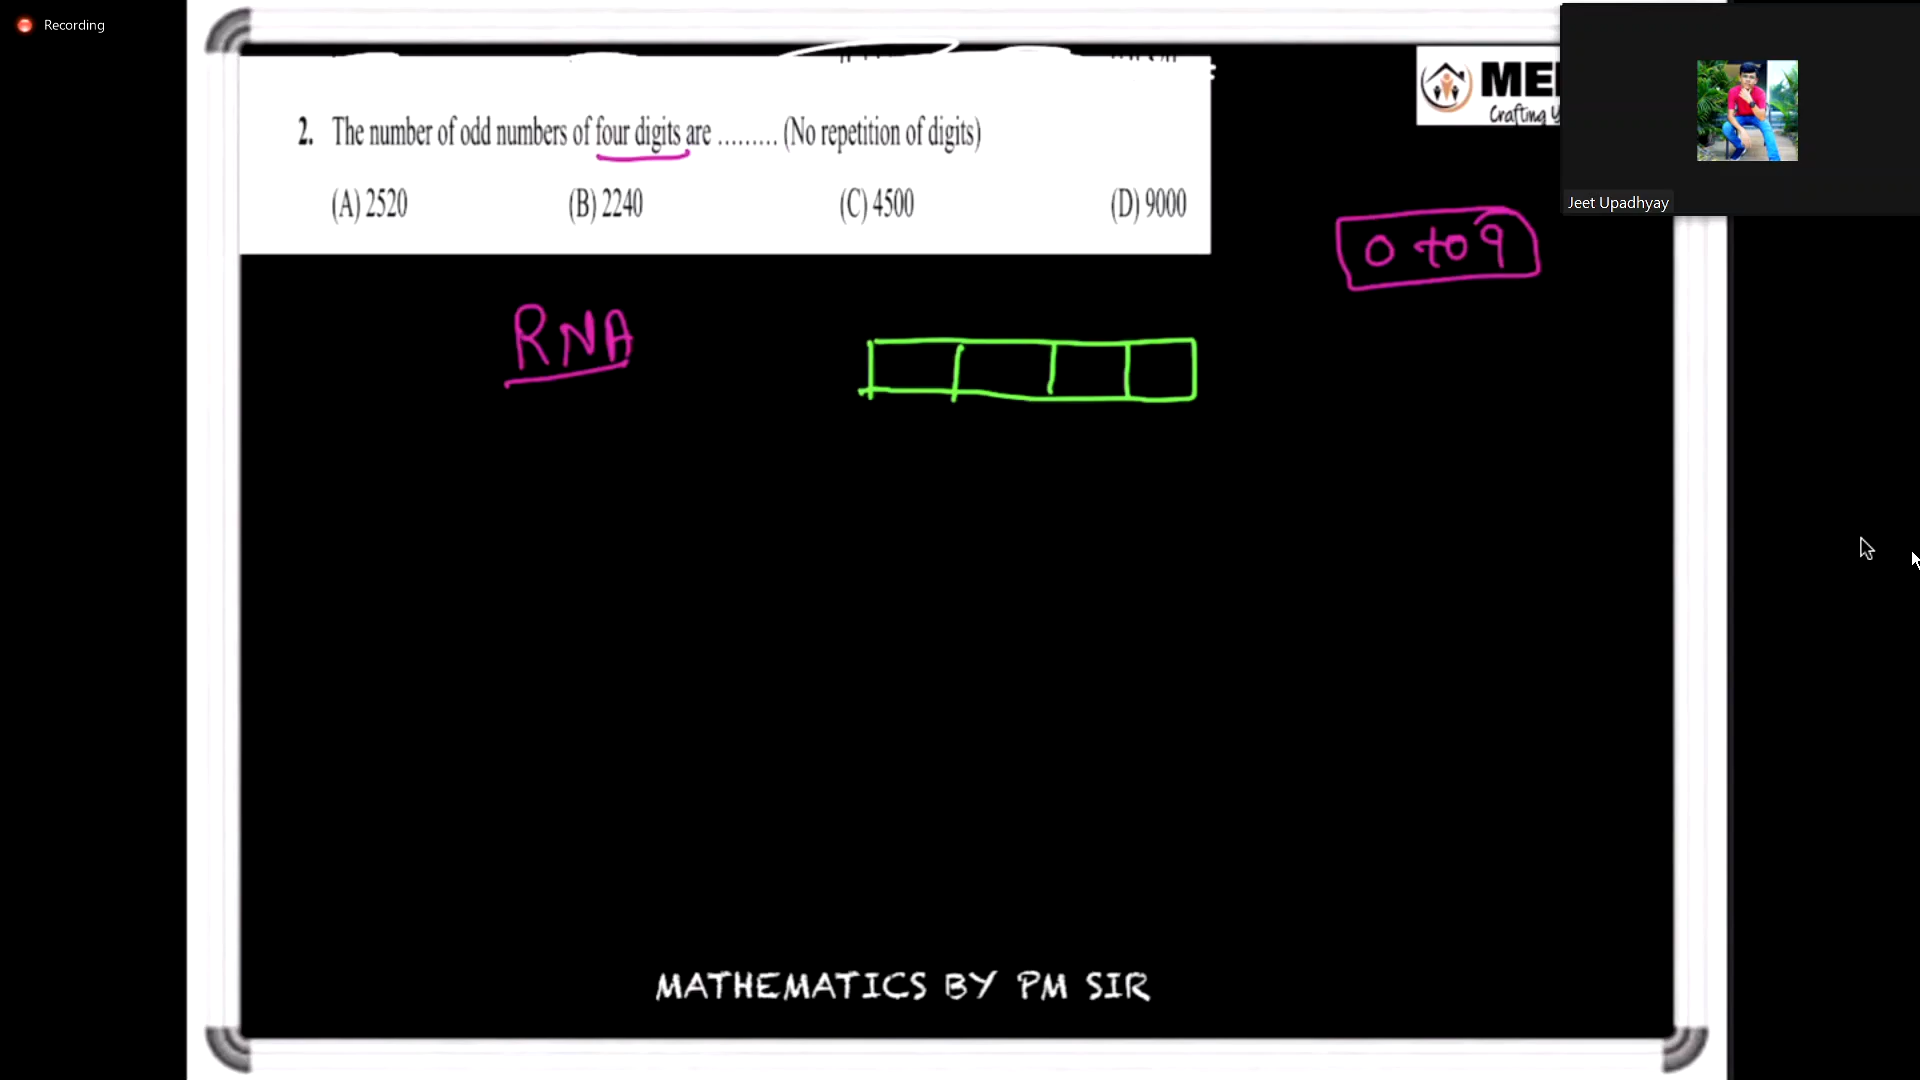 Recording
2. The number of odd numbers of four digits are ......... (No repetition of digits)
(A) 2520 (B) 2240 (C) 4500 (D) 9000
Crafting
Jeet Upadhyay
0 to 9
RNA
MATHEMATICS BY PM SIR